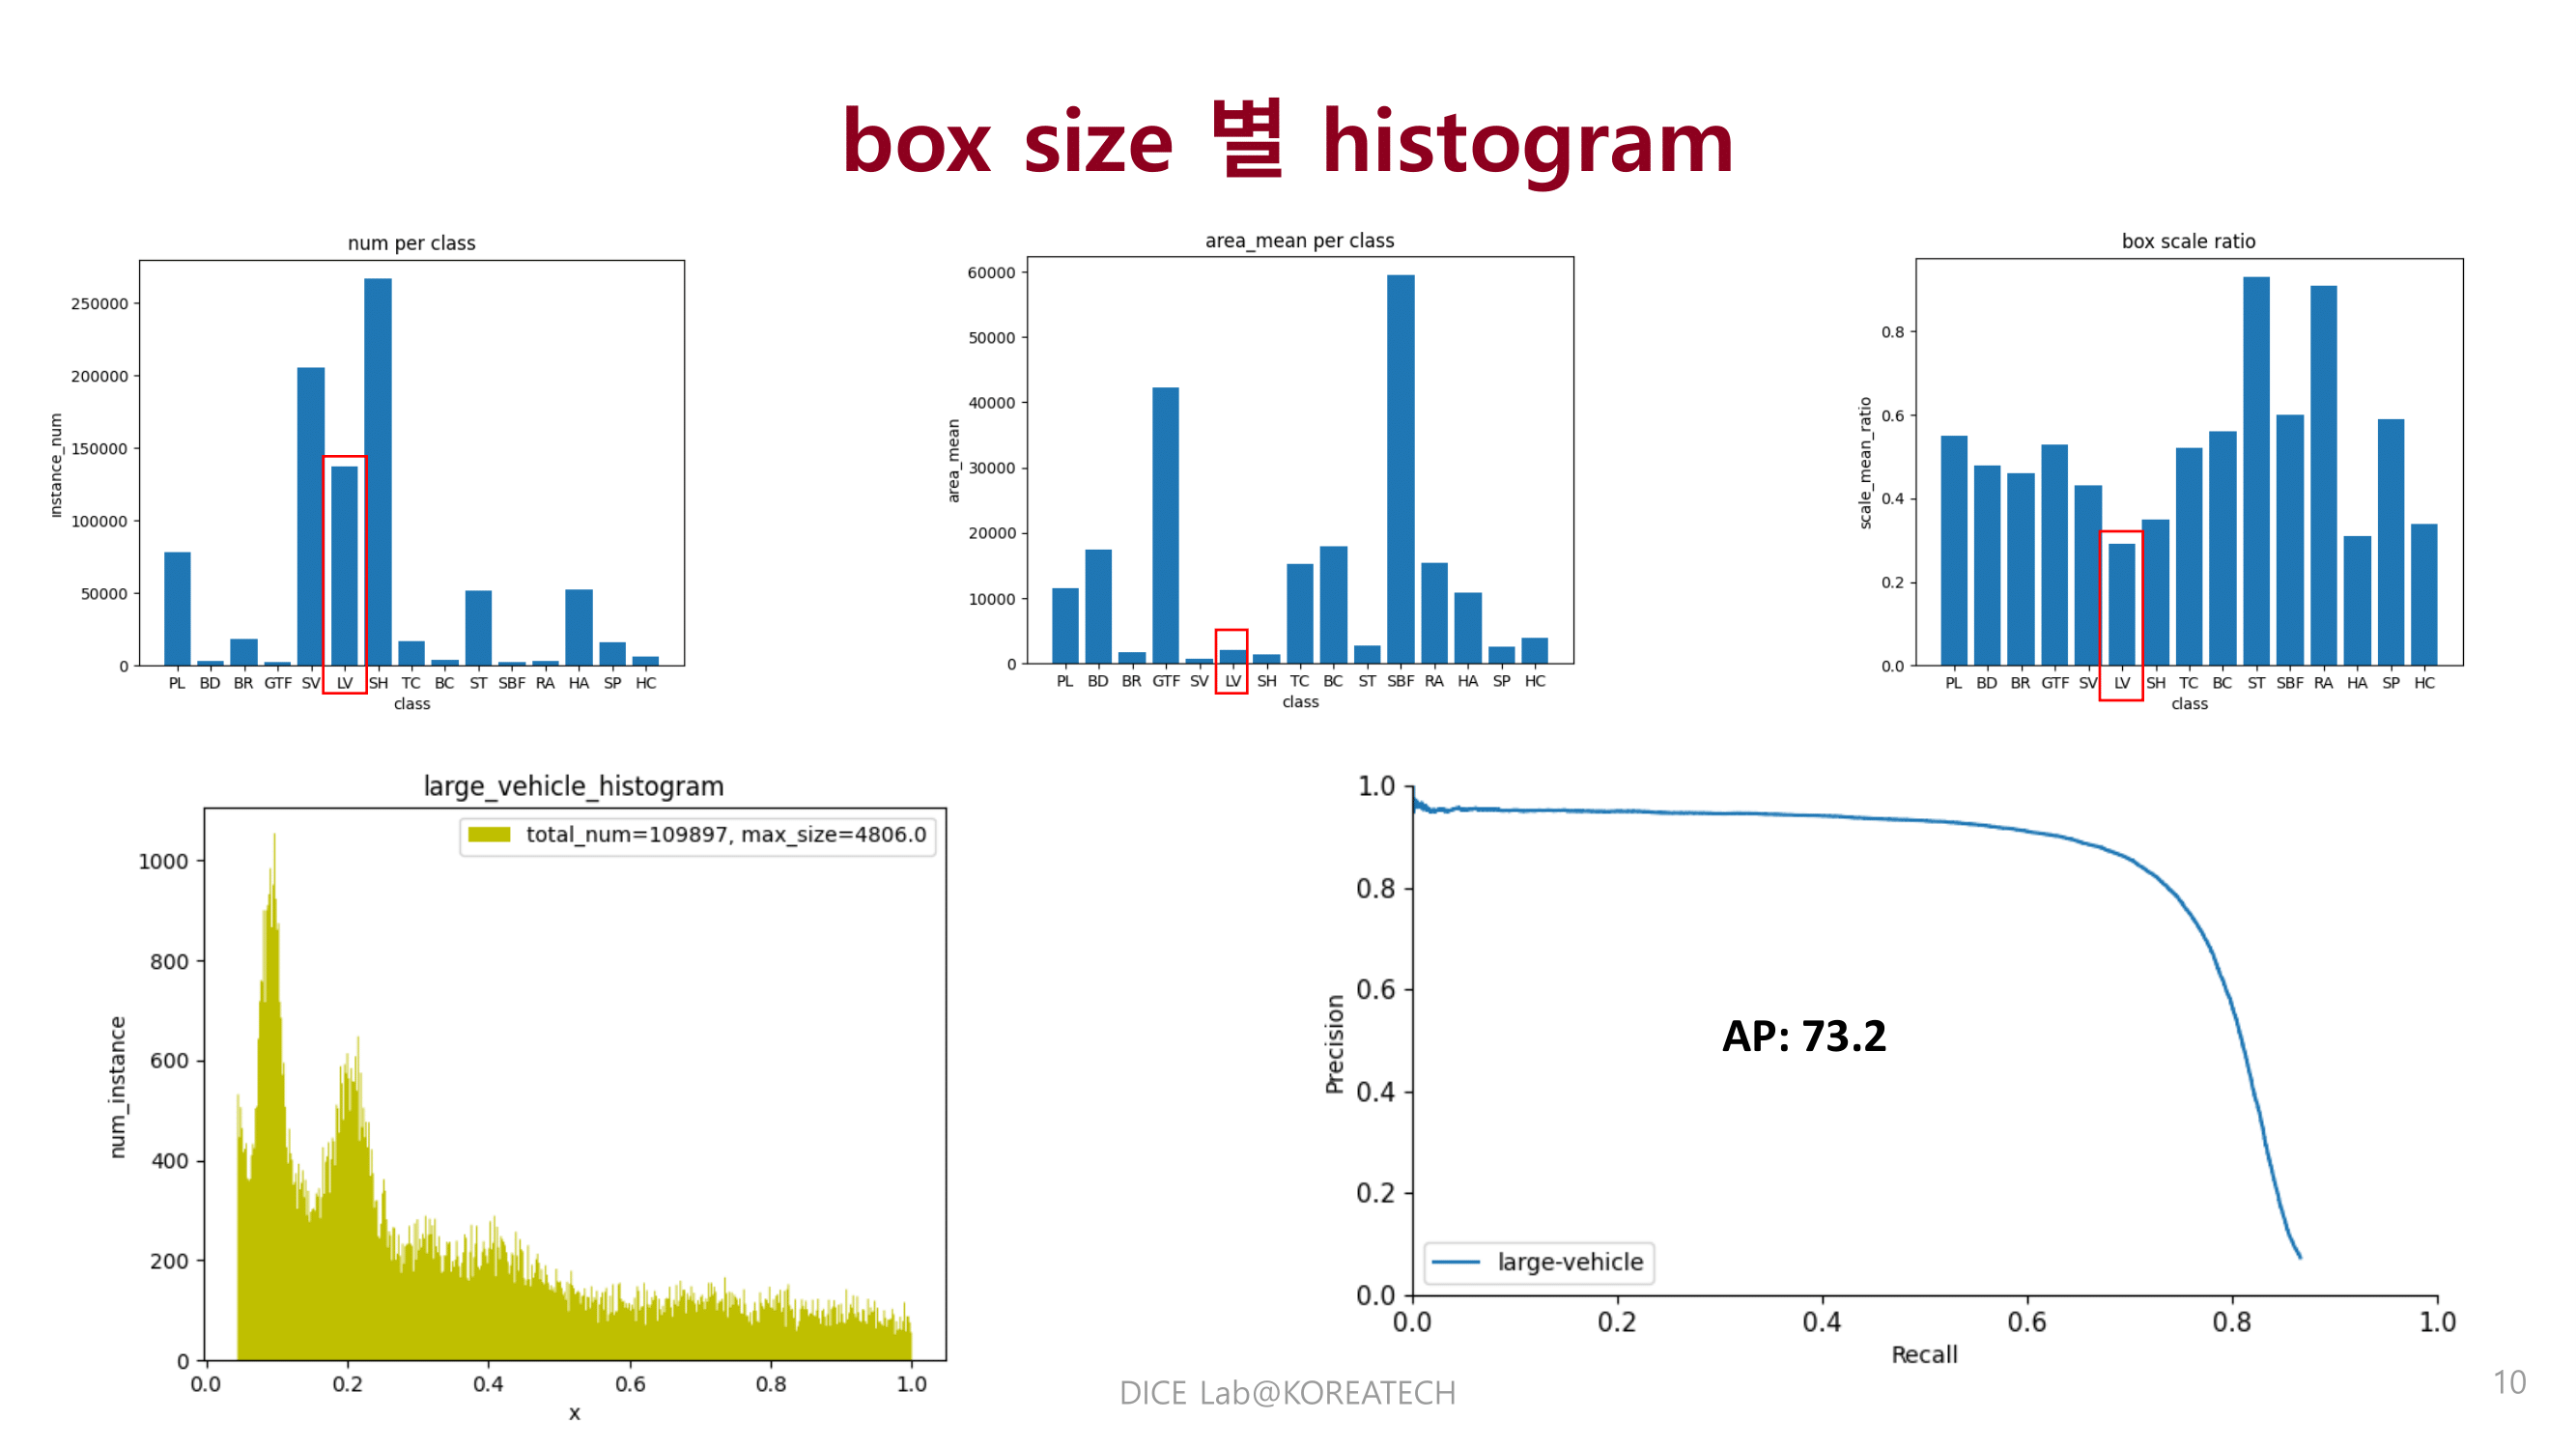 box size 별 histogram
num per class
250000
200000
150000
100000
50000
0
instance_num
PL BD BR GTF SV LV SH TC BC ST SBF RA HA SP HC
class
area_mean per class
60000
50000
40000
30000
20000
10000
0
area_mean
PL BD BR GTF SV LV SH TC BC ST SBF RA HA SP HC
class
box scale ratio
0.8
0.6
0.4
0.2
0.0
scale_mean_ratio
PL BD BR GTF SV LV SH TC BC ST SBF RA HA SP HC
class
large_vehicle_histogram
total_num=109897, max_size=4806.0
1000
800
600
400
200
0
num_instance
0.0 0.2 0.4 0.6 0.8 1.0
x
1.0
0.8
0.6
0.4
0.2
0.0
Precision
AP: 73.2
large-vehicle
0.0 0.2 0.4 0.6 0.8 1.0
Recall
DICE Lab@KOREATECH
10